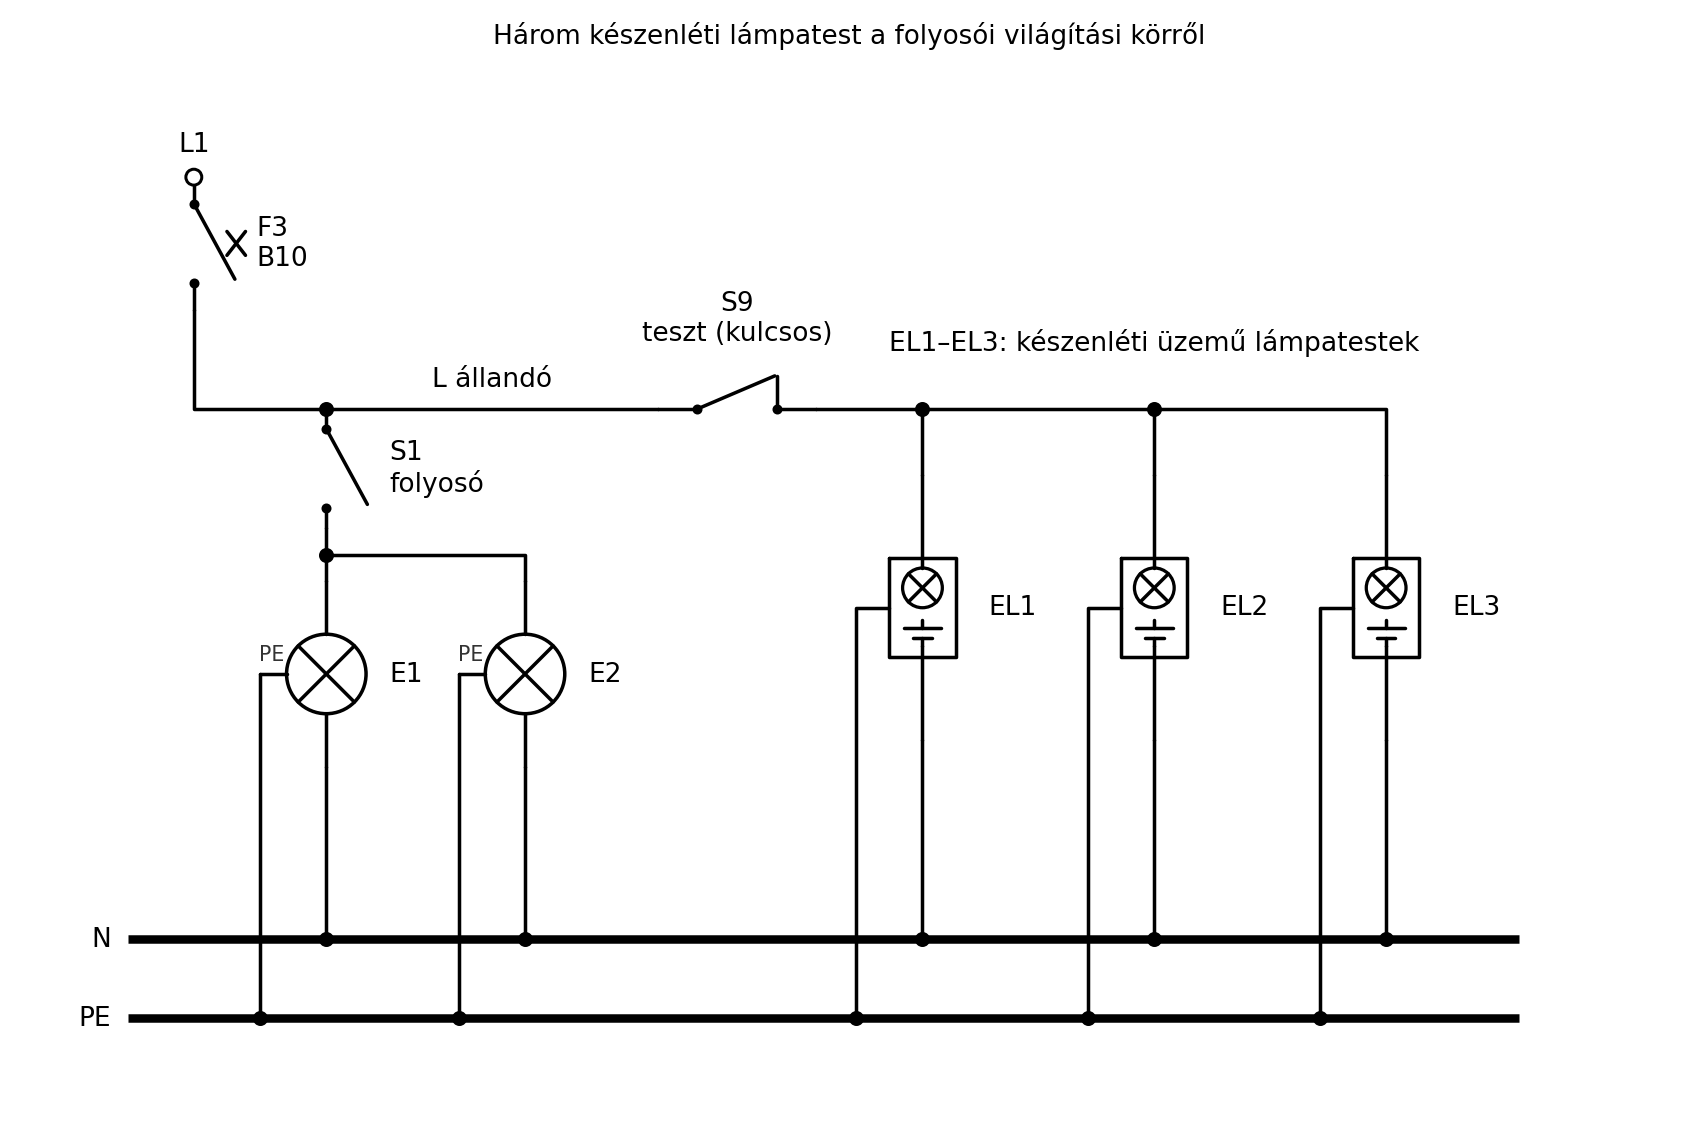 Három készenléti lámpatest a folyosói világítási körről
L1
F3
B10
S9
teszt (kulcsos)
EL1–EL3: készenléti üzemű lámpatestek
L állandó
S1
folyosó
EL1
EL2
EL3
PE
E1
PE
E2
N
PE